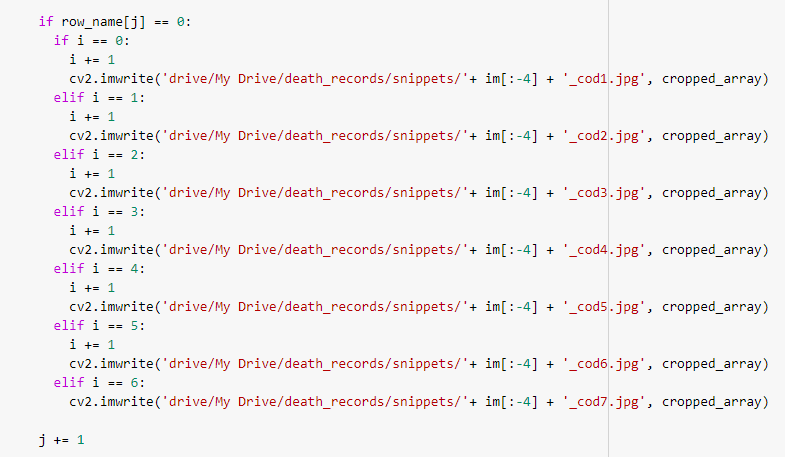 if row_name[j] == 0:
  if i == 0:
    i += 1
    cv2.imwrite('drive/My Drive/death_records/snippets/'+ im[:-4] + '_cod1.jpg', cropped_array)
  elif i == 1:
    i += 1
    cv2.imwrite('drive/My Drive/death_records/snippets/'+ im[:-4] + '_cod2.jpg', cropped_array)
  elif i == 2:
    i += 1
    cv2.imwrite('drive/My Drive/death_records/snippets/'+ im[:-4] + '_cod3.jpg', cropped_array)
  elif i == 3:
    i += 1
    cv2.imwrite('drive/My Drive/death_records/snippets/'+ im[:-4] + '_cod4.jpg', cropped_array)
  elif i == 4:
    i += 1
    cv2.imwrite('drive/My Drive/death_records/snippets/'+ im[:-4] + '_cod5.jpg', cropped_array)
  elif i == 5:
    i += 1
    cv2.imwrite('drive/My Drive/death_records/snippets/'+ im[:-4] + '_cod6.jpg', cropped_array)
  elif i == 6:
    cv2.imwrite('drive/My Drive/death_records/snippets/'+ im[:-4] + '_cod7.jpg', cropped_array)

j += 1